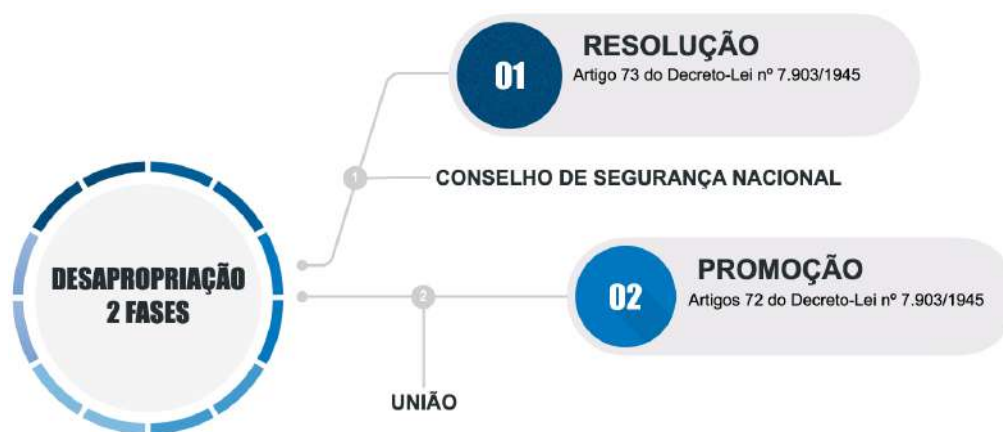 01
RESOLUÇÃO
Artigo 73 do Decreto-Lei nº 7.903/1945
1
CONSELHO DE SEGURANÇA NACIONAL
DESAPROPRIAÇÃO
2 FASES
02
PROMOÇÃO
Artigos 72 do Decreto-Lei nº 7.903/1945
2
UNIÃO